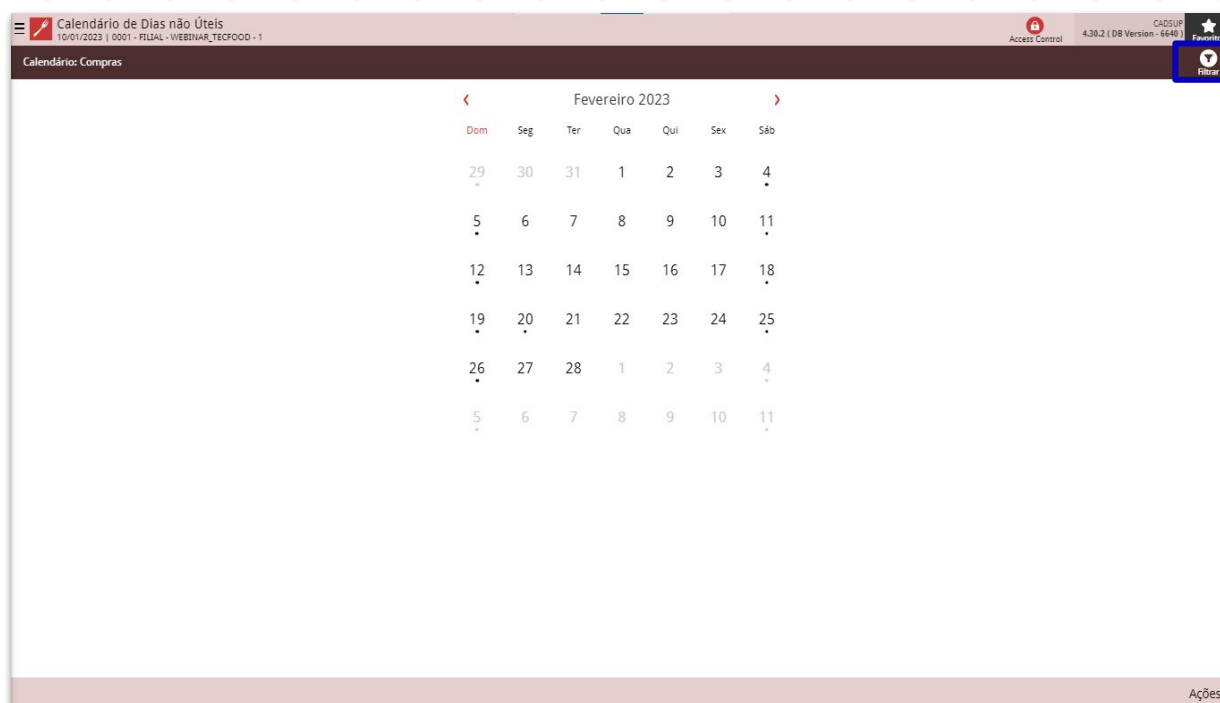 Calendário de Dias não Úteis
10/01/2023 | 0001 - FILIAL - WEBINAR_TECFOOD - 1
Access Control
CADSUP
4.30.2 ( DB Version - 6640 )
Favorite
Calendário: Compras
Filtrar
Fevereiro 2023
Dom Seg Ter Qua Qui Sex Sáb
29 30 31 1 2 3 4
5 6 7 8 9 10 11
12 13 14 15 16 17 18
19 20 21 22 23 24 25
26 27 28 1 2 3 4
5 6 7 8 9 10 11
Ações